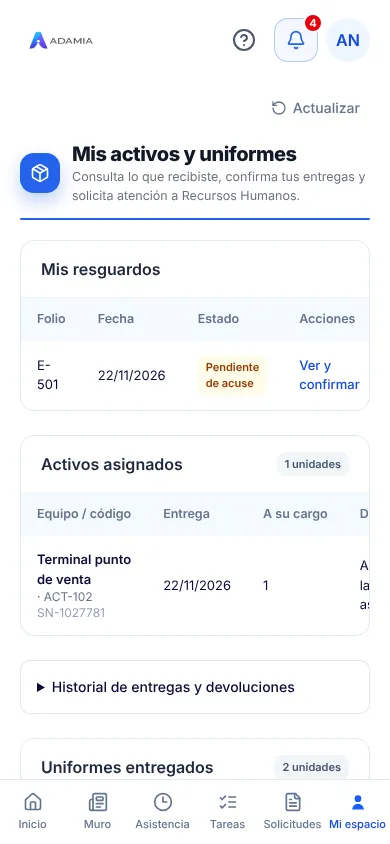 ADAMIA
4
AN
Actualizar
Mis activos y uniformes
Consulta lo que recibiste, confirma tus entregas y
solicita atención a Recursos Humanos.
Mis resguardos
Folio Fecha Estado Acciones
E-
501
22/11/2026
Pendiente
de acuse
Ver y
confirmar
Activos asignados
1 unidades
Equipo / código Entrega A su cargo D
Terminal punto
de venta
· ACT-102
SN-1027781
22/11/2026
1
A
la
as
Historial de entregas y devoluciones
Uniformes entregados
2 unidades
Inicio Muro Asistencia Tareas Solicitudes Mi espacio